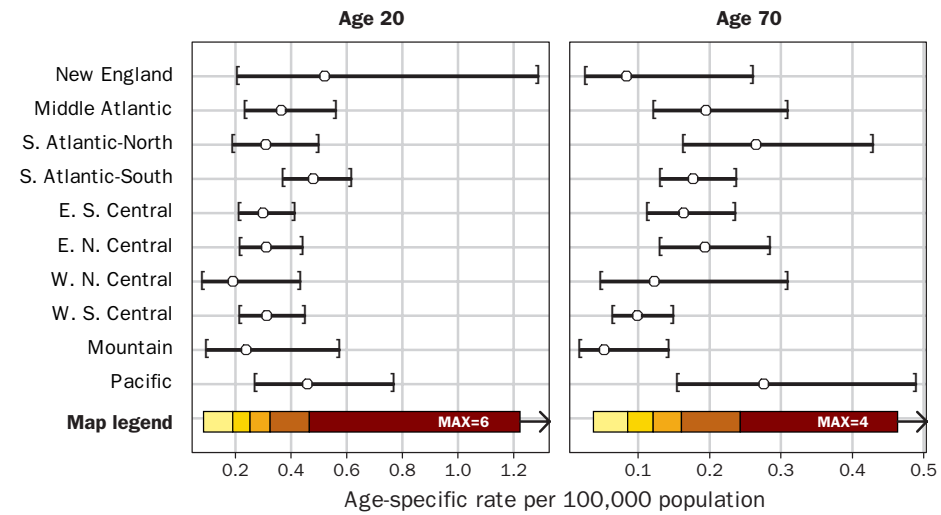 Age 20
Age 70
New England
Middle Atlantic
S. Atlantic-North
S. Atlantic-South
E. S. Central
E. N. Central
W. N. Central
W. S. Central
Mountain
Pacific
Map legend
MAX=6
MAX=4
0.2 0.4 0.6 0.8 1.0 1.2
0.1 0.2 0.3 0.4 0.5
Age-specific rate per 100,000 population